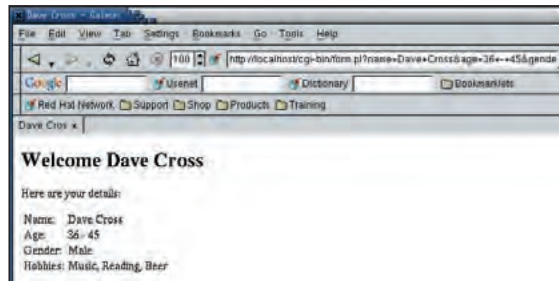 Dave Cross - Galeon
File Edit View Tab Settings Bookmarks Go Tools Help
100 http://localhost/cgi-bin/form.pl?name=Dave+Cross&age=36+-+45&gende
Google Usenet Dictionary Bookmarklets
Red Hat Network Support Shop Products Training
Dave Cros x
Welcome Dave Cross
Here are your details:
Name: Dave Cross
Age: 36 - 45
Gender: Male
Hobbies: Music, Reading, Beer